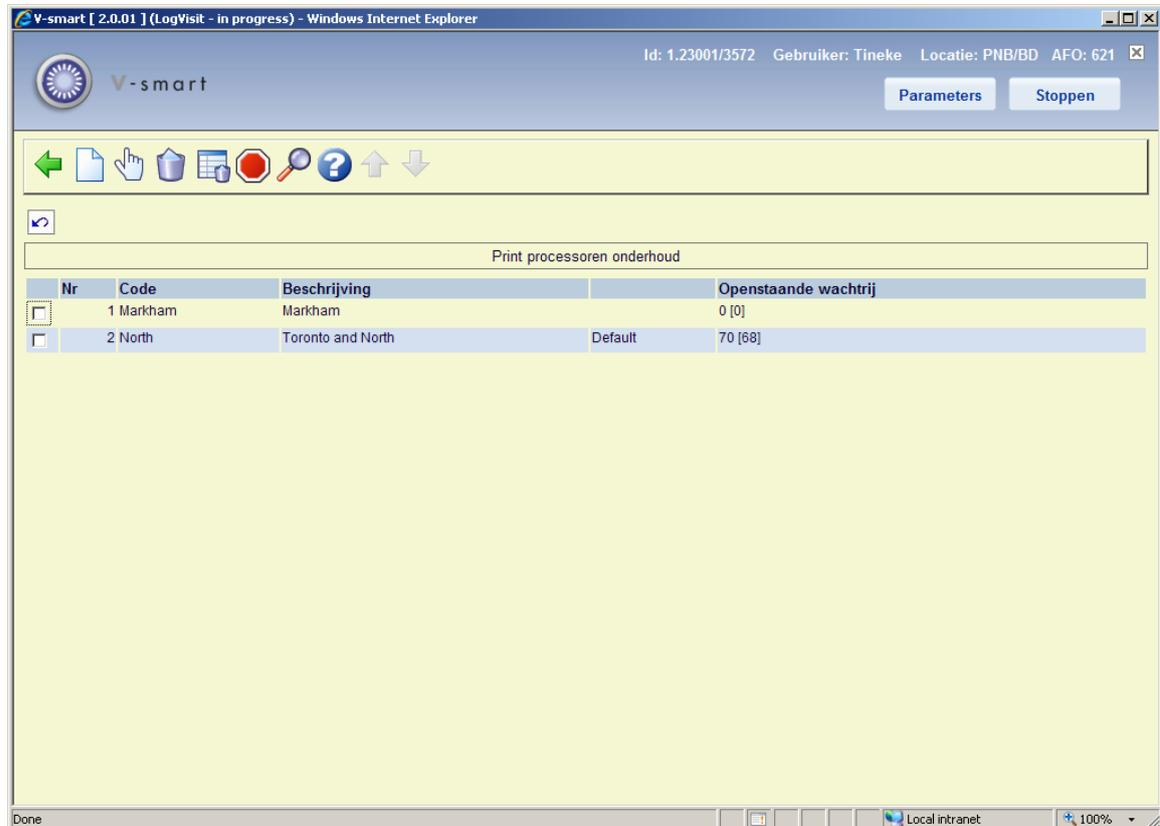 V-smart [ 2.0.01 ] (LogVisit - in progress) - Windows Internet Explorer
Id: 1.23001/3572 Gebruiker: Tineke Locatie: PNB/BD AFO: 621
V-smart
Parameters Stoppen
Print processoren onderhoud
Nr Code Beschrijving Openstaande wachtrij
1 Markham Markham 0 [0]
2 North Toronto and North Default 70 [68]
Done Local intranet 100%